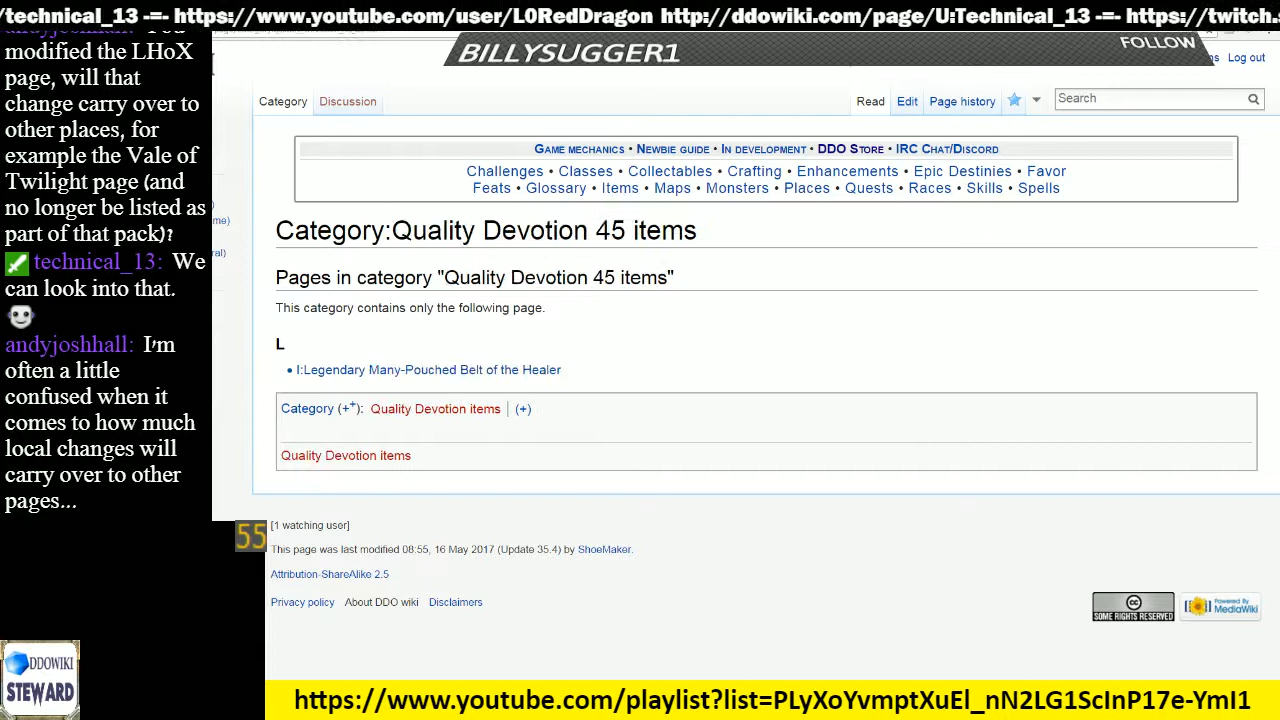 /technical_13 -=- https://www.youtube.com/user/L0RedDragon http://ddowiki.com/page/U:Technical_13 -=- https://twitch.
modified the LHoX
page, will that
change carry over to
other places, for
example the Vale of
Twilight page (and
no longer be listed as
part of that pack)?
technical_13: We
can look into that.
andyjoshhall: I'm
often a little
confused when it
comes to how much
local changes will
carry over to other
pages...
BILLYSUGGER1
FOLLOW
Log out
Category Discussion
Read Edit Page history
Search
GAME MECHANICS • NEWBIE GUIDE • IN DEVELOPMENT • DDO STORE • IRC CHAT/DISCORD
Challenges • Classes • Collectables • Crafting • Enhancements • Epic Destinies • Favor
Feats • Glossary • Items • Maps • Monsters • Places • Quests • Races • Skills • Spells
Category:Quality Devotion 45 items
Pages in category "Quality Devotion 45 items"
This category contains only the following page.
L
• I:Legendary Many-Pouched Belt of the Healer
Category (++): Quality Devotion items | (+)
Quality Devotion items
55
[1 watching user]
This page was last modified 08:55, 16 May 2017 (Update 35.4) by ShoeMaker.
Attribution-ShareAlike 2.5
Privacy policy About DDO wiki Disclaimers
cc
SOME RIGHTS RESERVED
Powered By
MediaWiki
DDOWIKI
STEWARD
https://www.youtube.com/playlist?list=PLyXoYvmptXuEl_nN2LG1ScInP17e-YmI1